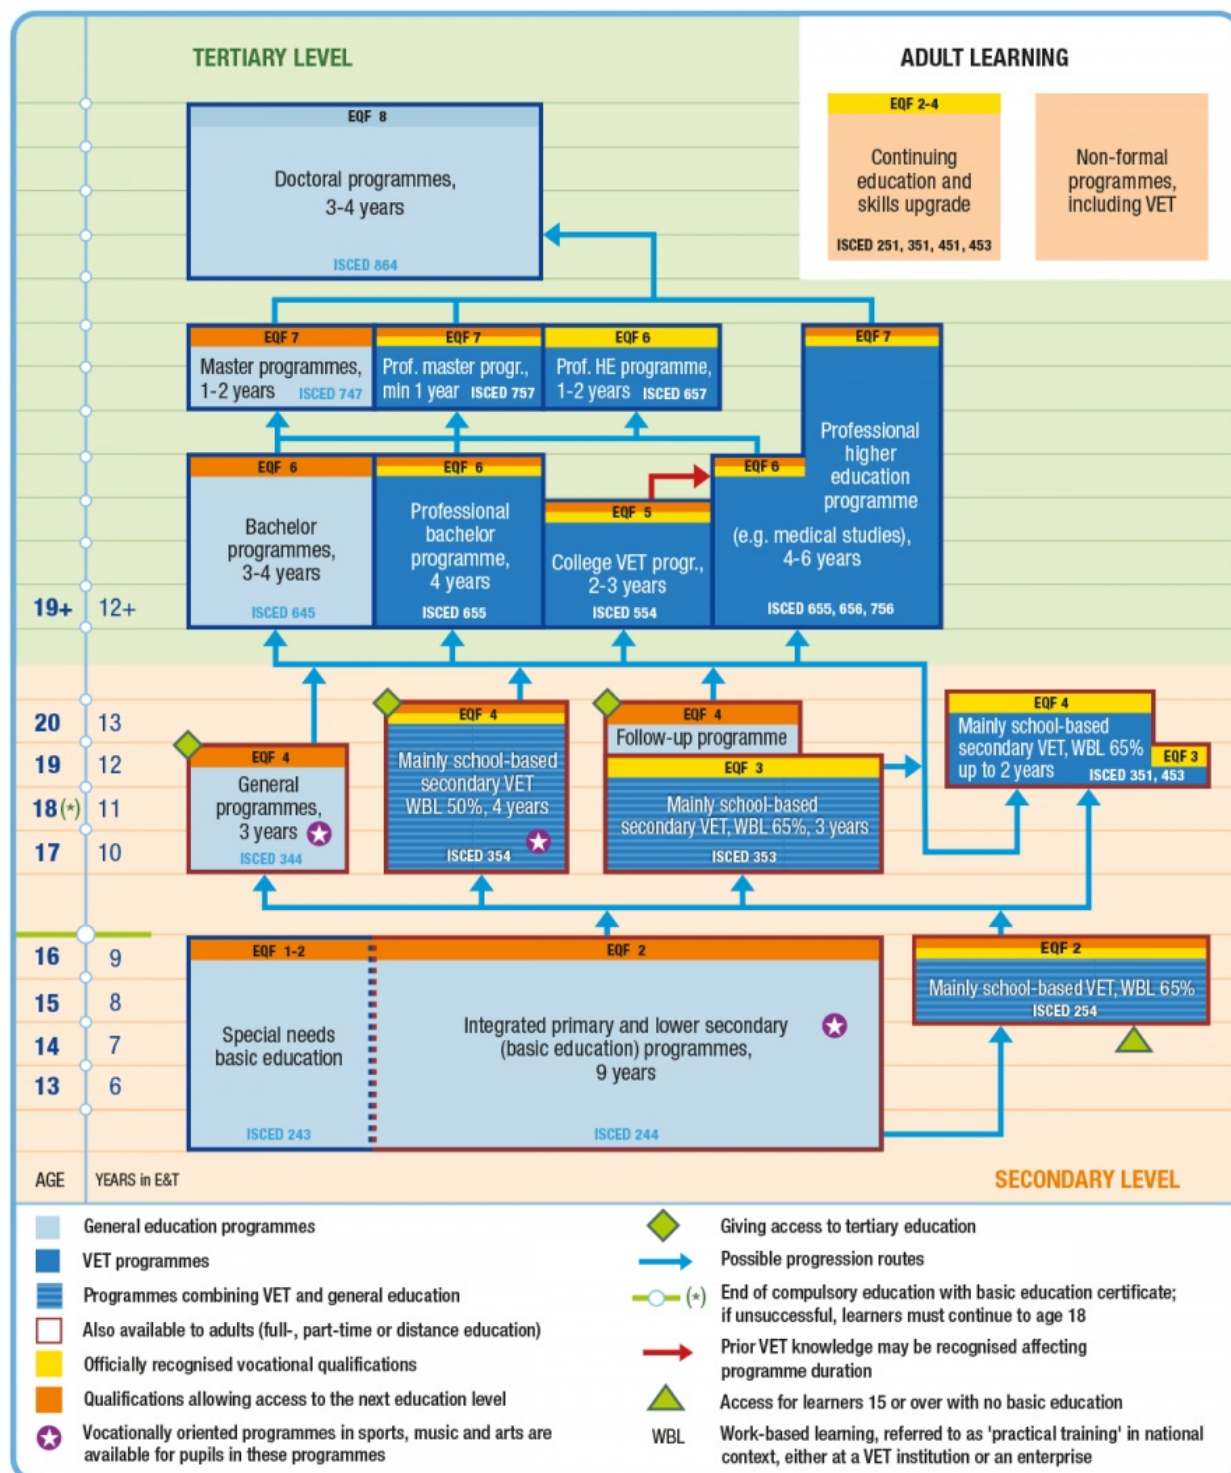 TERTIARY LEVEL
ADULT LEARNING
EQF 2-4
Continuing
education and
skills upgrade
ISCED 251, 351, 451, 453
Non-formal
programmes,
including VET
EQF 8
Doctoral programmes,
3-4 years
ISCED 864
EQF 7
Master programmes,
1-2 years ISCED 747
EQF 7
Prof. master progr.,
min 1 year ISCED 757
EQF 6
Prof. HE programme,
1-2 years ISCED 657
EQF 7
Professional
higher
education
programme
EQF 6
(e.g. medical studies),
4-6 years
ISCED 655, 656, 756
EQF 6
Bachelor
programmes,
3-4 years
ISCED 645
EQF 6
Professional
bachelor
programme,
4 years
ISCED 655
EQF 5
College VET progr.,
2-3 years
ISCED 554
19+ 12+
20 13
19 12
18 (*) 11
17 10
EQF 4
General
programmes,
3 years
ISCED 344
EQF 4
Mainly school-based
secondary VET
WBL 50%, 4 years
ISCED 354
EQF 4
Follow-up programme
EQF 3
Mainly school-based
secondary VET, WBL 65%, 3 years
ISCED 353
EQF 4
Mainly school-based
secondary VET, WBL 65%
up to 2 years ISCED 351, 453
EQF 3
16 9
15 8
14 7
13 6
EQF 1-2
Special needs
basic education
ISCED 243
EQF 2
Integrated primary and lower secondary
(basic education) programmes,
9 years
ISCED 244
EQF 2
Mainly school-based VET, WBL 65%
ISCED 254
AGE YEARS in E&T
SECONDARY LEVEL
General education programmes
VET programmes
Programmes combining VET and general education
Also available to adults (full-, part-time or distance education)
Officially recognised vocational qualifications
Qualifications allowing access to the next education level
Vocationally oriented programmes in sports, music and arts are
available for pupils in these programmes
Giving access to tertiary education
Possible progression routes
(*) End of compulsory education with basic education certificate;
if unsuccessful, learners must continue to age 18
Prior VET knowledge may be recognised affecting
programme duration
Access for learners 15 or over with no basic education
WBL Work-based learning, referred to as 'practical training' in national
context, either at a VET institution or an enterprise